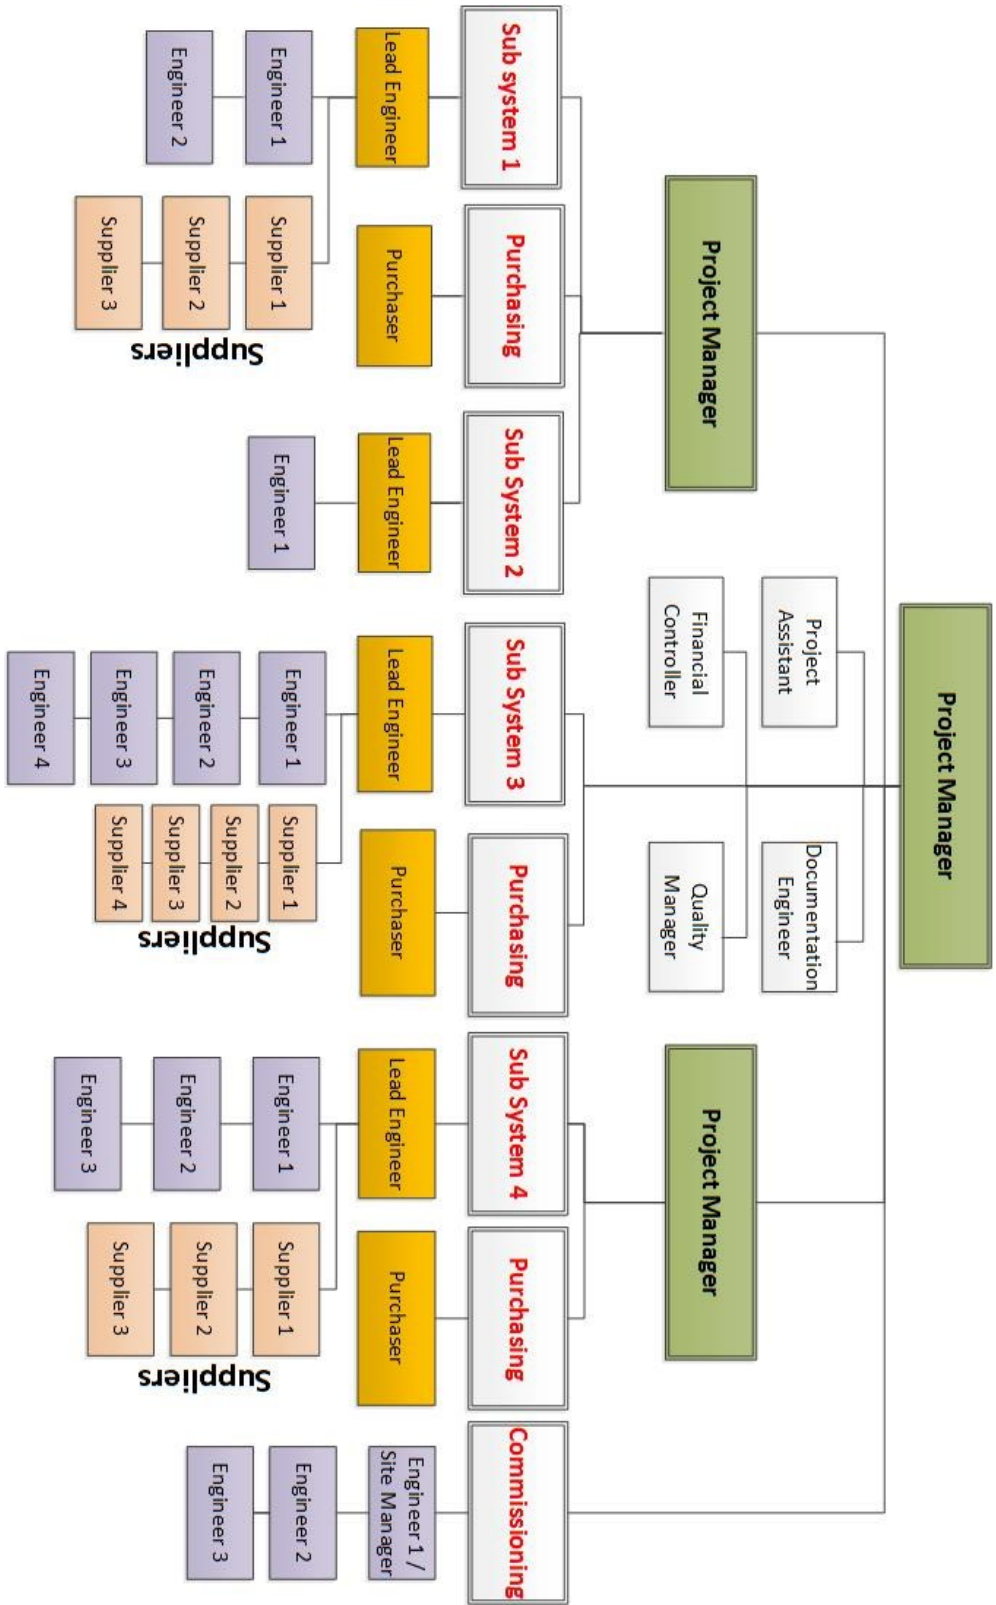 Project Manager
Project
Assistant
Documentation
Engineer
Financial
Controller
Quality
Manager
Project Manager
Project Manager
Sub system 1
Purchasing
Sub System 2
Sub System 3
Purchasing
Sub System 4
Purchasing
Commissioning
Lead Engineer
Purchaser
Lead Engineer
Lead Engineer
Purchaser
Lead Engineer
Purchaser
Engineer 1 /
Site Manager
Engineer 1
Engineer 2
Supplier 1
Supplier 2
Supplier 3
Suppliers
Engineer 1
Engineer 1
Engineer 2
Engineer 3
Engineer 4
Supplier 1
Supplier 2
Supplier 3
Supplier 4
Suppliers
Engineer 1
Engineer 2
Engineer 3
Supplier 1
Supplier 2
Supplier 3
Suppliers
Engineer 2
Engineer 3